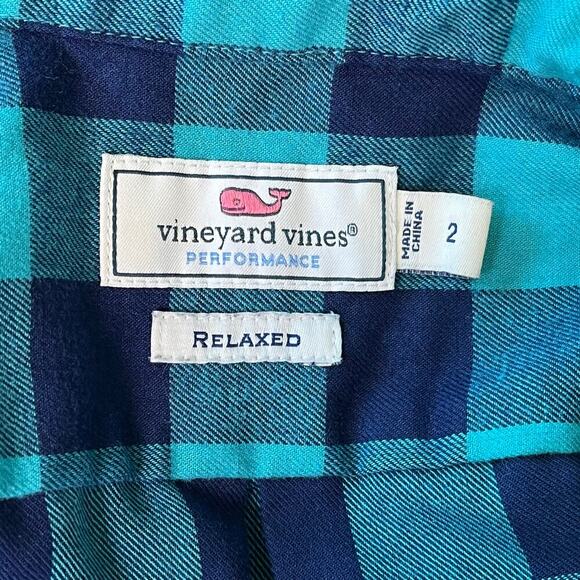 vineyard vines®
PERFORMANCE
MADE IN
CHINA
2
RELAXED